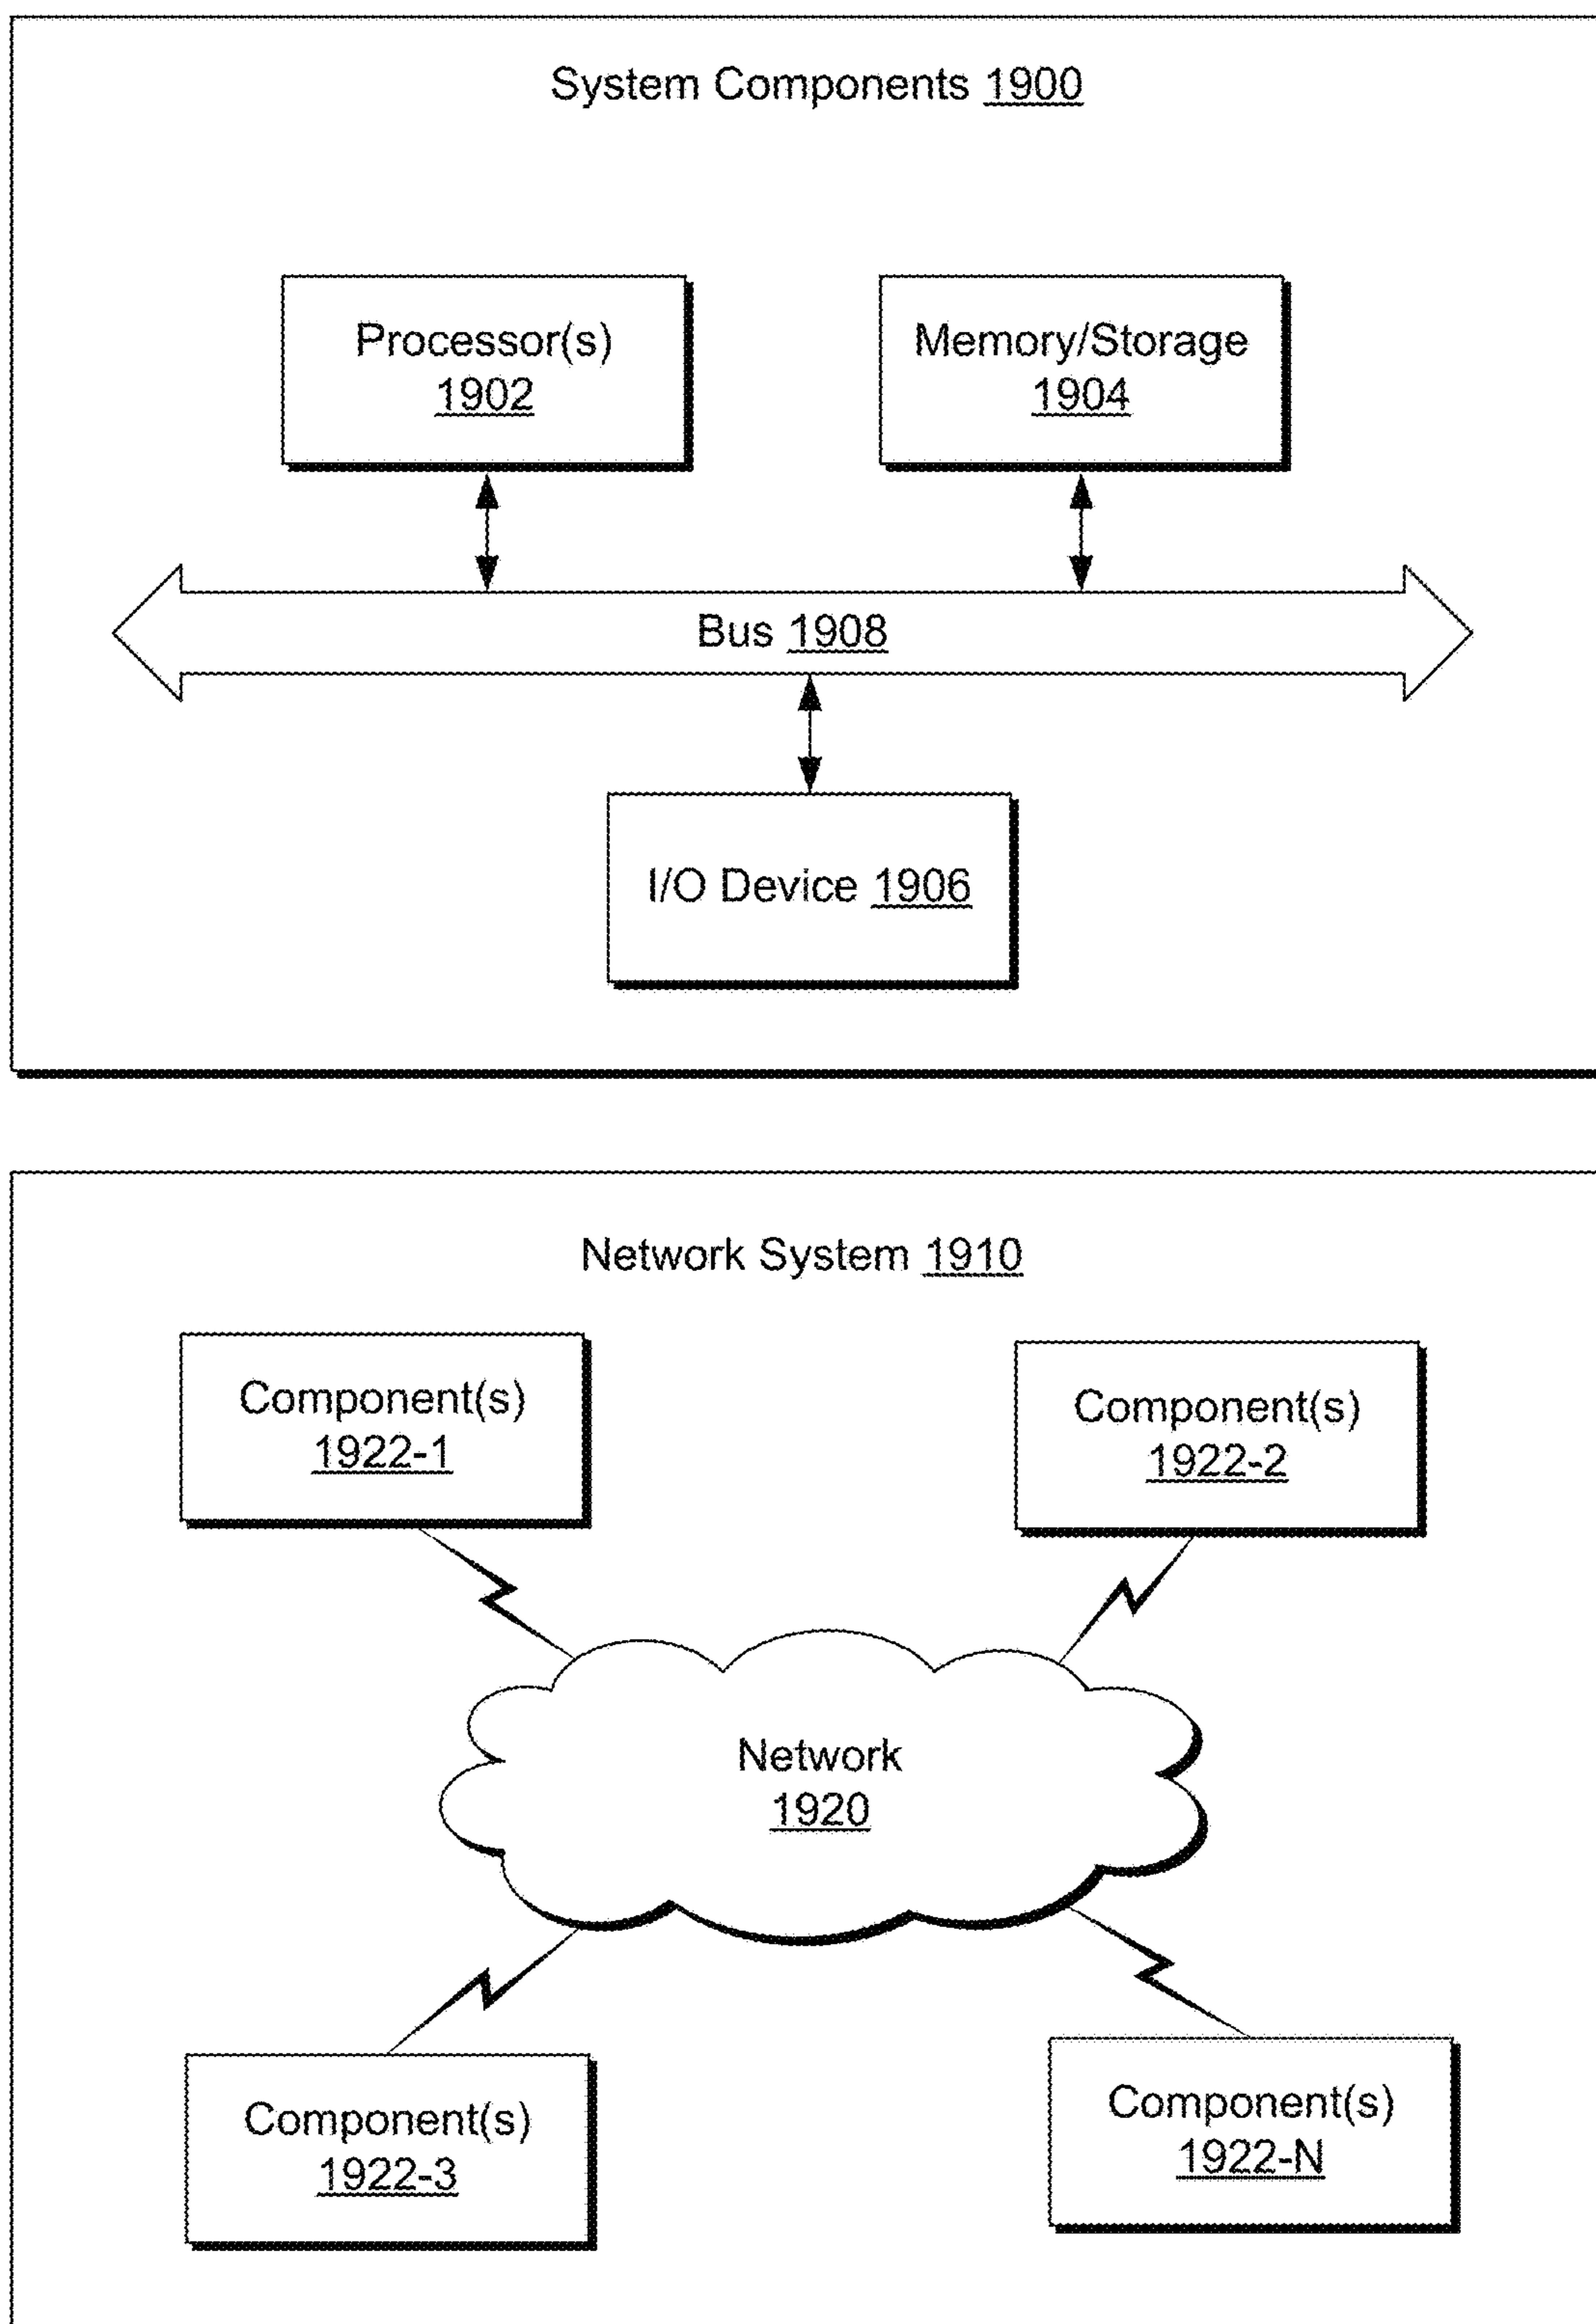 System Components 1900
Processor(s)
1902
Memory/Storage
1904
Bus 1908
I/O Device 1906
Network System 1910
Component(s)
1922-1
Component(s)
1922-2
Network
1920
Component(s)
1922-3
Component(s)
1922-N